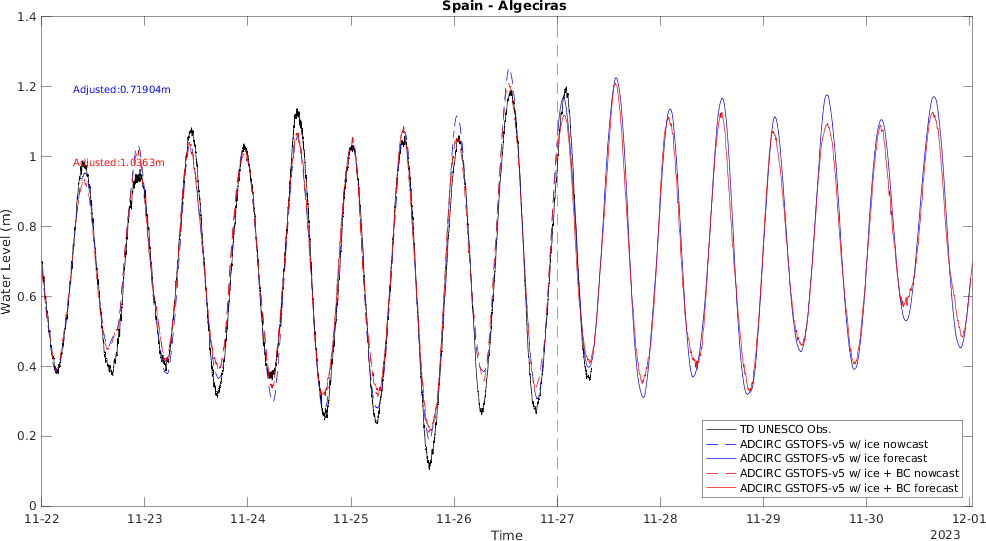 Spain - Algeciras
1.4
1.2
1
0.8
0.6
0.4
0.2
0
Water Level (m)
Adjusted:0.71904m
Adjusted:1.0363m
TD UNESCO Obs.
ADCIRC GSTOFS-v5 w/ ice nowcast
ADCIRC GSTOFS-v5 w/ ice forecast
ADCIRC GSTOFS-v5 w/ ice + BC nowcast
ADCIRC GSTOFS-v5 w/ ice + BC forecast
11-22 11-23 11-24 11-25 11-26 11-27 11-28 11-29 11-30 12-01
Time
2023